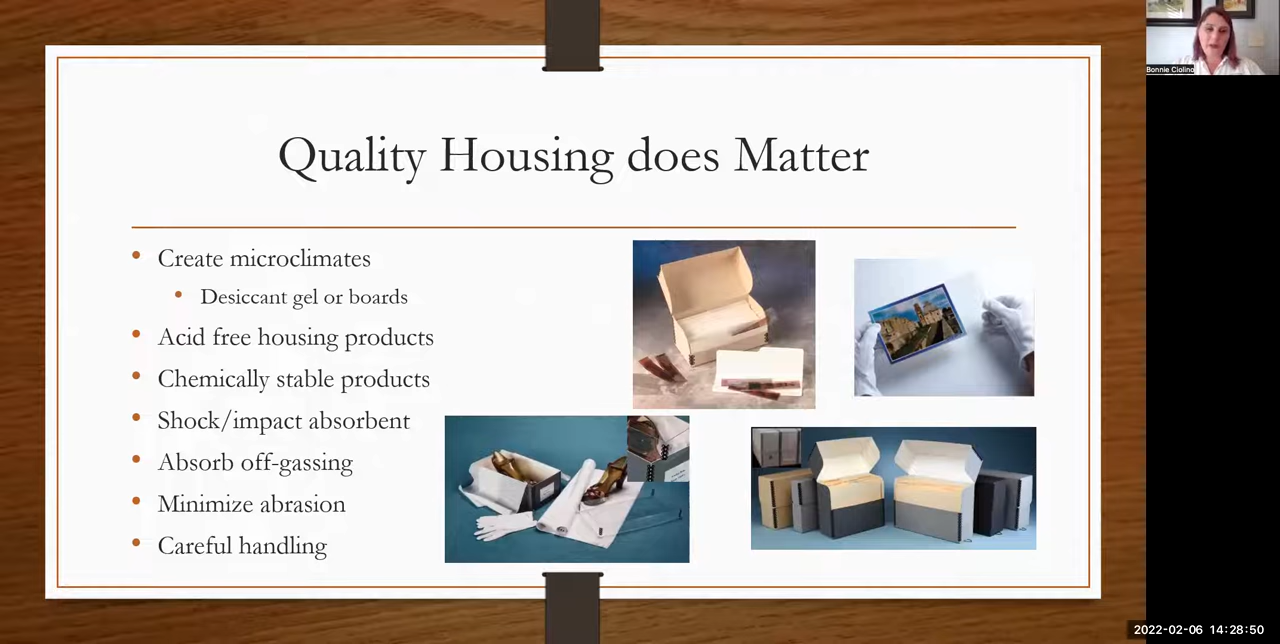 Quality Housing does Matter
Create microclimates
Desiccant gel or boards
Acid free housing products
Chemically stable products
Shock/impact absorbent
Absorb off-gassing
Minimize abrasion
Careful handling
Bonnie Ciolino
2022-02-06 14:28:50